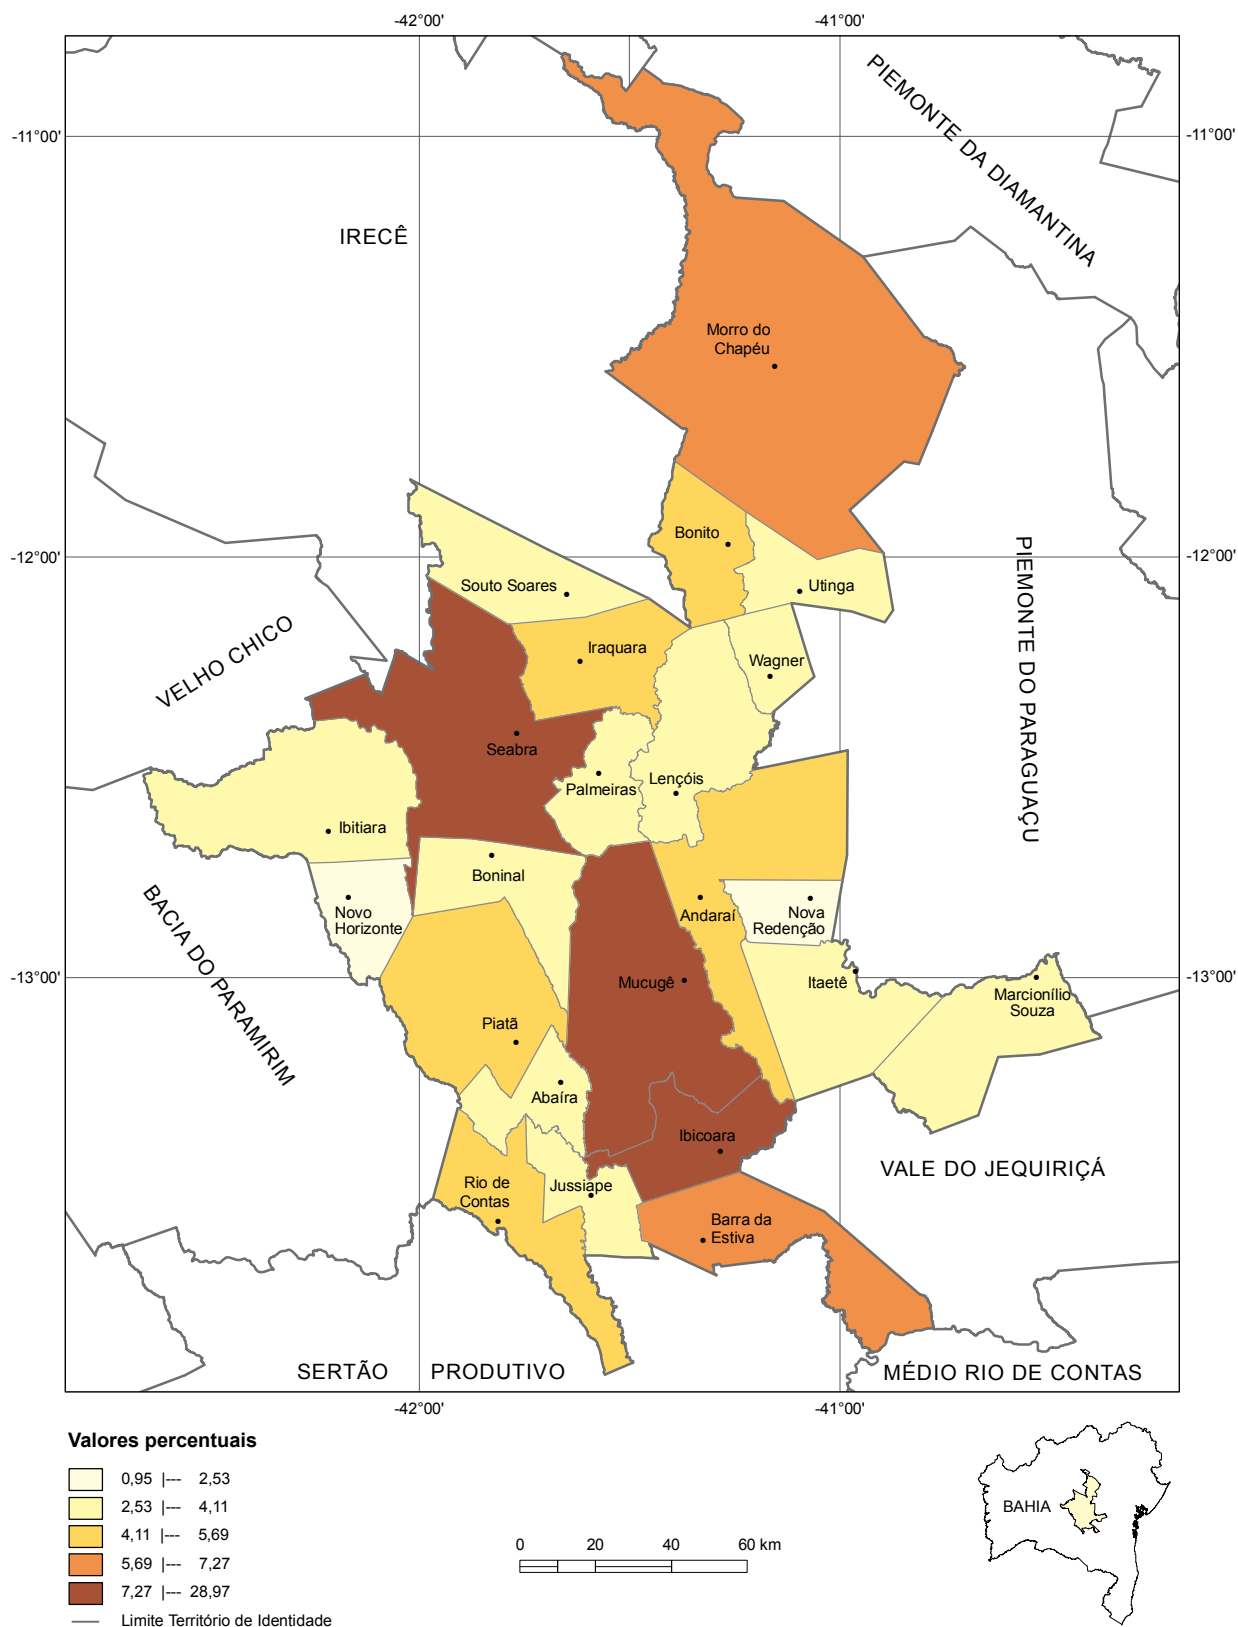 -42°00'
-41°00'
PIEMONTE DA DIAMANTINA
-11°00'
-11°00'
IRECÊ
Morro do
Chapéu
Bonito
-12°00'
-12°00'
Souto Soares
Utinga
PIEMONTE DO PARAGUAÇU
VELHO CHICO
Iraquara
Wagner
Seabra
Palmeiras
Lençóis
Ibitiara
Boninal
BACIA DO PARAMIRIM
Novo
Horizonte
Andaraí
Nova
Redenção
-13°00'
-13°00'
Mucugê
Itaetê
Marcionílio
Souza
Piatã
Abaíra
Ibicoara
VALE DO JEQUIRIÇÁ
Rio de
Contas
Jussiape
Barra da
Estiva
SERTÃO PRODUTIVO
MÉDIO RIO DE CONTAS
-42°00'
-41°00'
Valores percentuais
0,95 |--- 2,53
2,53 |--- 4,11
4,11 |--- 5,69
5,69 |--- 7,27
7,27 |--- 28,97
Limite Território de Identidade
0 20 40 60 km
BAHIA